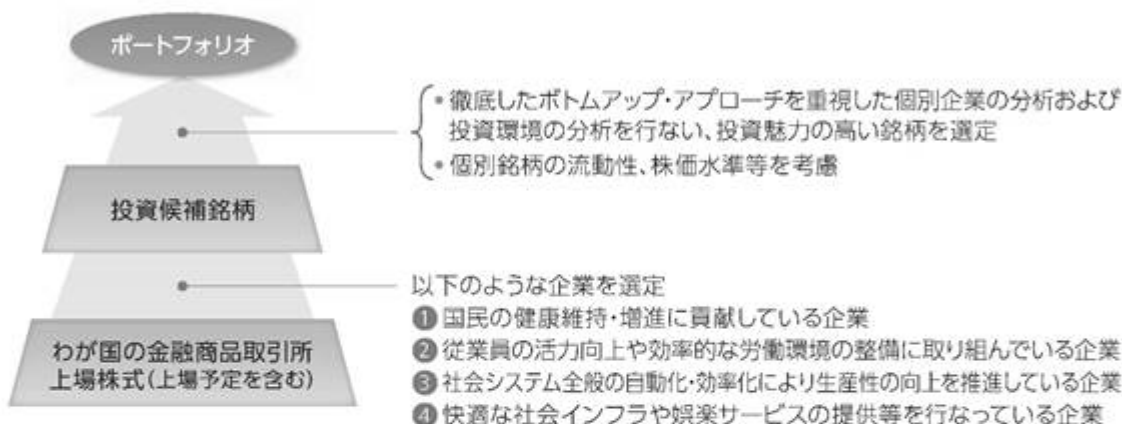 ポートフォリオ
• 徹底したボトムアップ・アプローチを重視した個別企業の分析および
投資環境の分析を行ない、投資魅力の高い銘柄を選定
• 個別銘柄の流動性、株価水準等を考慮
投資候補銘柄
以下のような企業を選定
❶国民の健康維持・増進に貢献している企業
❷従業員の活力向上や効率的な労働環境の整備に取り組んでいる企業
❸社会システム全般の自動化・効率化により生産性の向上を推進している企業
❹快適な社会インフラや娯楽サービスの提供等を行なっている企業
わが国の金融商品取引所
上場株式(上場予定を含む)